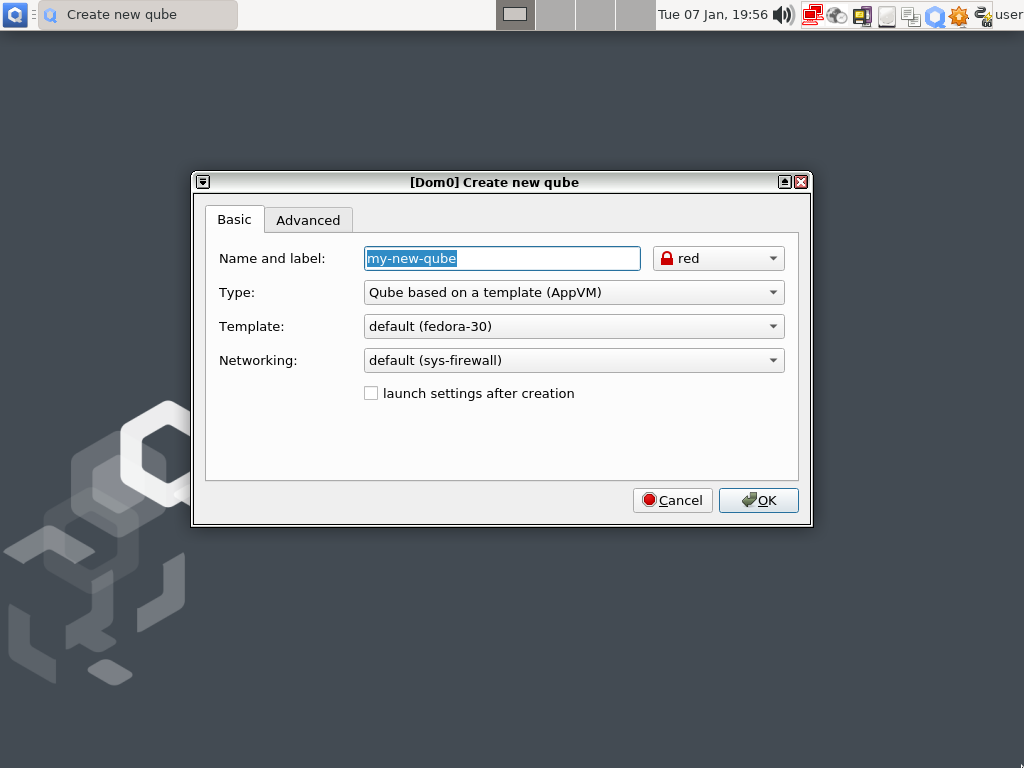 Create new qube
Tue 07 Jan, 19:56
user
[Dom0] Create new qube
Basic
Advanced
Name and label:
my-new-qube
red
Type:
Qube based on a template (AppVM)
Template:
default (fedora-30)
Networking:
default (sys-firewall)
launch settings after creation
Cancel
OK